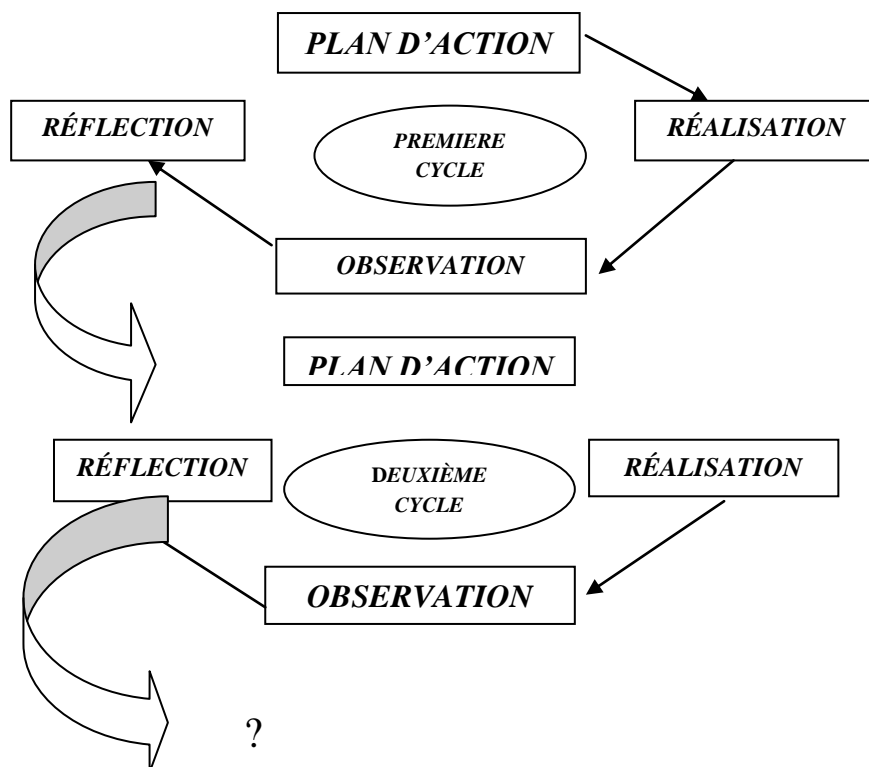 PLAN D’ACTION
RÉFLECTION
PREMIERE
CYCLE
RÉALISATION
OBSERVATION
PLAN D’ACTION
RÉFLECTION
DEUXIÈME
CYCLE
RÉALISATION
OBSERVATION
?